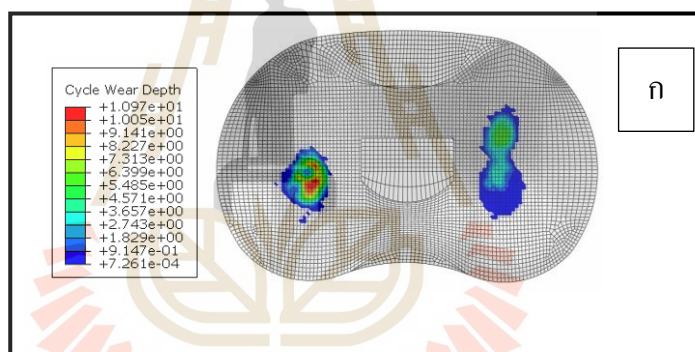 Cycle Wear Depth
+1.097e+01
+1.005e+01
+9.141e+00
+8.227e+00
+7.313e+00
+6.399e+00
+5.485e+00
+4.571e+00
+3.657e+00
+2.743e+00
+1.829e+00
+9.147e-01
+7.261e-04
ก